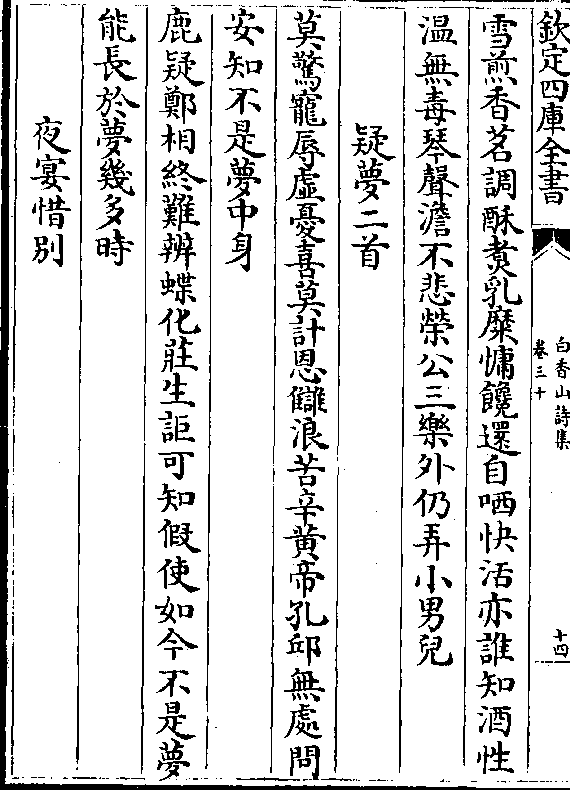 欽定四庫全書
白香山詩集
卷三十
十四
雪煎香茗調酥煑乳糜慵饞還自哂快活亦誰知酒性
温無毒琴聲澹不悲榮公三樂外仍弄小男兒
疑夢二首
莫驚寵辱虛憂喜莫計恩讎浪苦辛黄帝孔邱無處問
安知不是夢中身
鹿疑鄭相終難辨蝶化莊生詎可知假使如今不是夢
能長於夢幾多時
夜宴惜别